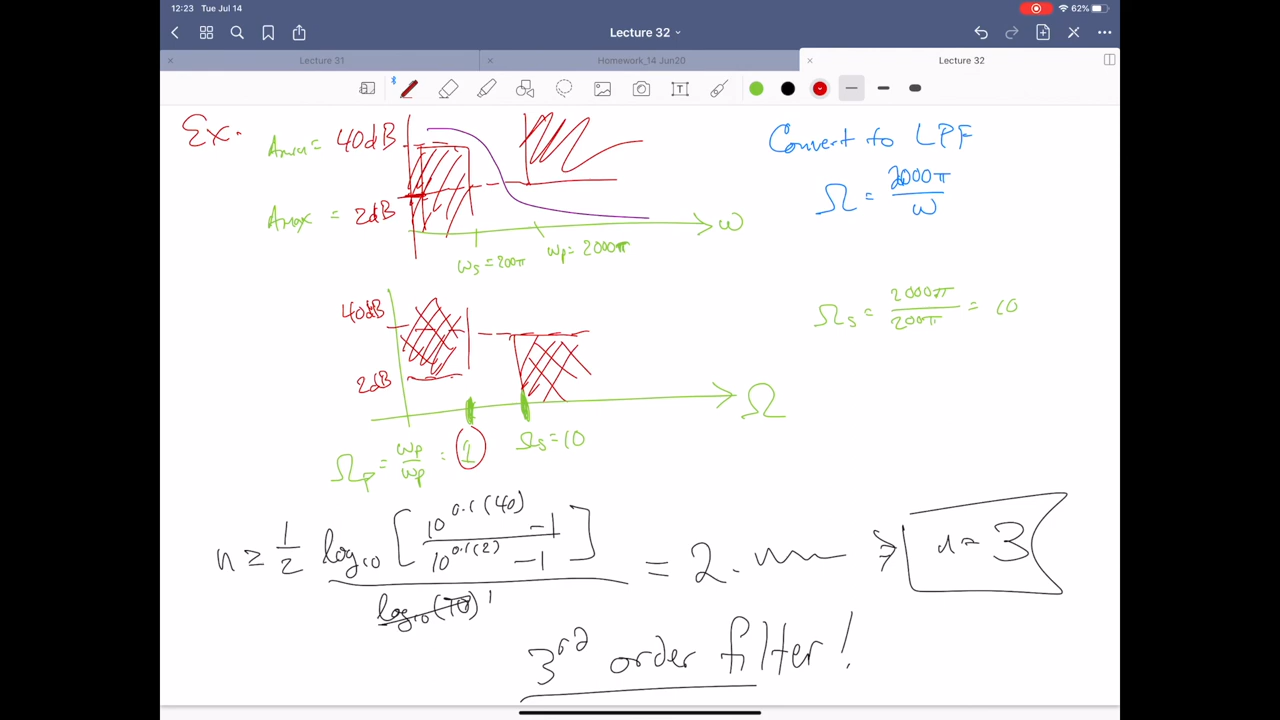 12:23 Tue Jul 14
62%
Lecture 32
Lecture 31
Homework_14 Jun20
Lecture 32
Ex.
Amin = 40dB
Amax = 2dB
ω
ωs = 200π
ωp = 2000π
Convert to LPF
Ω = 2000π / ω
Ωs = 2000π / 200π = 10
40dB
2dB
Ω
Ωp = ωp / ωp = 1
Ωs = 10
n ≥ 1/2 log10 [ 10^0.1(40) - 1 / 10^0.1(2) - 1 ] / log10(10) 1 = 2. ⇒ n = 3
3rd order filter!